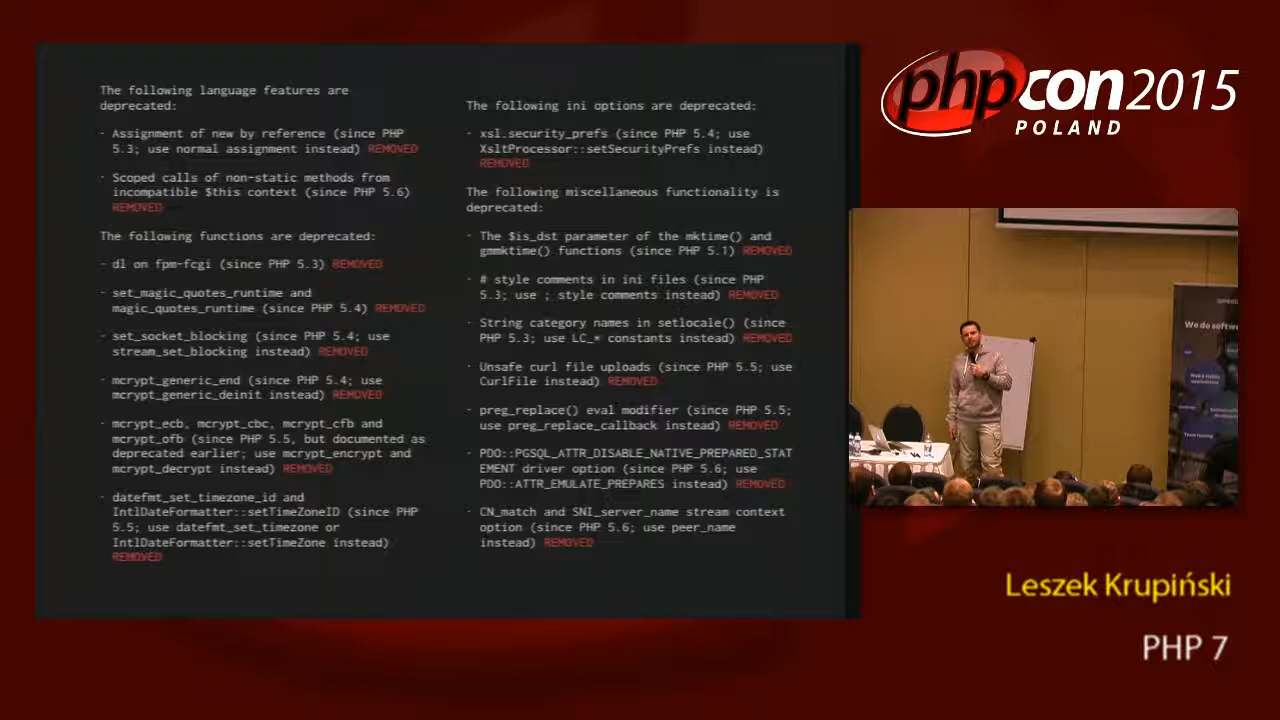 The following language features are
deprecated:
- Assignment of new by reference (since PHP
5.3; use normal assignment instead) REMOVED
- Scoped calls of non-static methods from
incompatible $this context (since PHP 5.6)
REMOVED
The following functions are deprecated:
- dl on fpm-fcgi (since PHP 5.3) REMOVED
- set_magic_quotes_runtime and
magic_quotes_runtime (since PHP 5.4) REMOVED
- set_socket_blocking (since PHP 5.4; use
stream_set_blocking instead) REMOVED
- mcrypt_generic_end (since PHP 5.4; use
mcrypt_generic_deinit instead) REMOVED
- mcrypt_ecb, mcrypt_cbc, mcrypt_cfb and
mcrypt_ofb (since PHP 5.5, but documented as
deprecated earlier; use mcrypt_encrypt and
mcrypt_decrypt instead) REMOVED
- datefmt_set_timezone_id and
IntlDateFormatter::setTimeZoneID (since PHP
5.5; use datefmt_set_timezone or
IntlDateFormatter::setTimeZone instead)
REMOVED
The following ini options are deprecated:
- xsl.security_prefs (since PHP 5.4; use
XsltProcessor::setSecurityPrefs instead)
REMOVED
The following miscellaneous functionality is
deprecated:
- The $is_dst parameter of the mktime() and
gmmktime() functions (since PHP 5.1) REMOVED
- # style comments in ini files (since PHP
5.3; use ; style comments instead) REMOVED
- String category names in setlocale() (since
PHP 5.3; use LC_* constants instead) REMOVED
- Unsafe curl file uploads (since PHP 5.5; use
CurlFile instead) REMOVED
- preg_replace() eval modifier (since PHP 5.5;
use preg_replace_callback instead) REMOVED
- PDO::PGSQL_ATTR_DISABLE_NATIVE_PREPARED_STAT
EMENT driver option (since PHP 5.6; use
PDO::ATTR_EMULATE_PREPARES instead) REMOVED
- CN_match and SNI_server_name stream context
option (since PHP 5.6; use peer_name
instead) REMOVED
phpcon2015
POLAND
We do softw
Leszek Krupiński
PHP 7